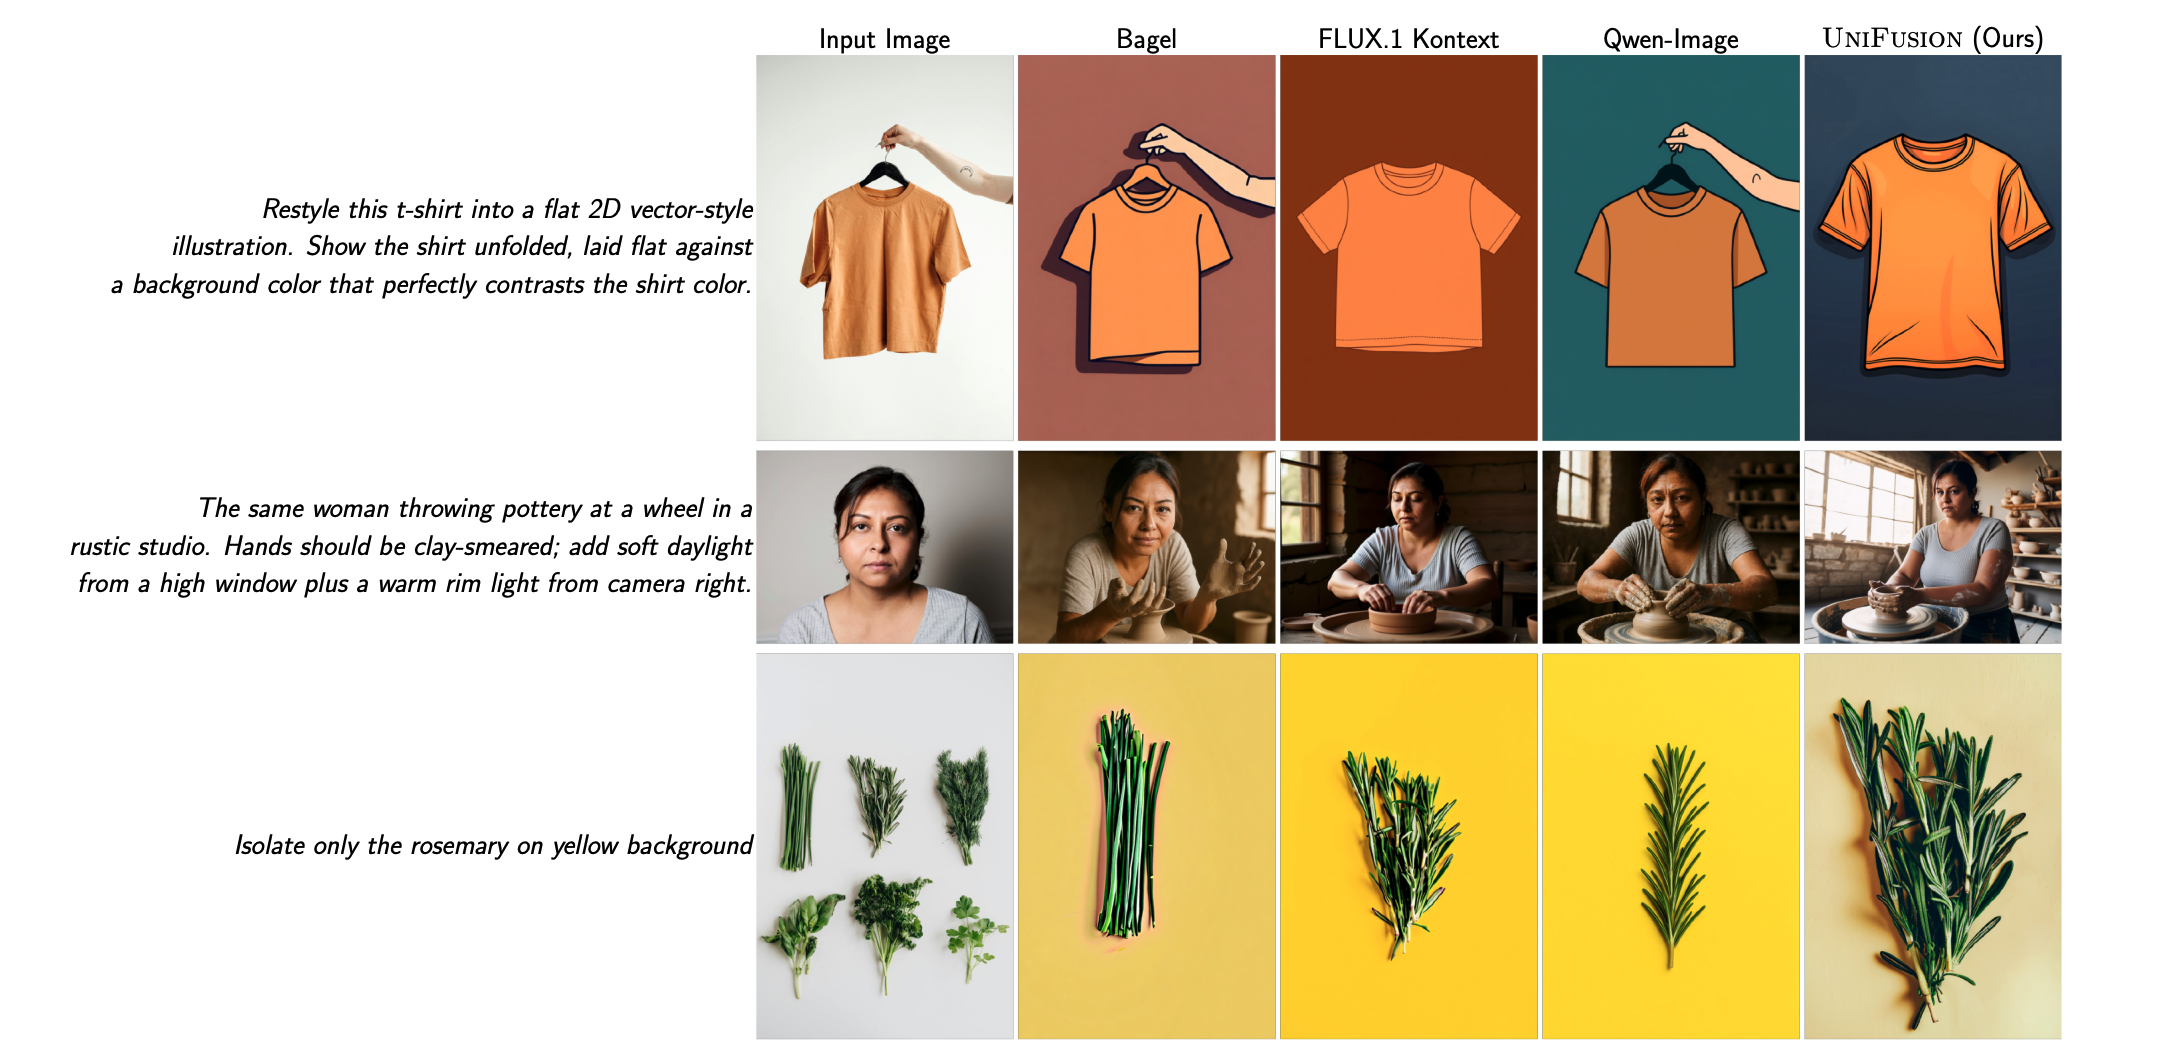 Input Image Bagel FLUX.1 Kontext Qwen-Image UNIFUSION (Ours)
Restyle this t-shirt into a flat 2D vector-style
illustration. Show the shirt unfolded, laid flat against
a background color that perfectly contrasts the shirt color.
The same woman throwing pottery at a wheel in a
rustic studio. Hands should be clay-smeared; add soft daylight
from a high window plus a warm rim light from camera right.
Isolate only the rosemary on yellow background